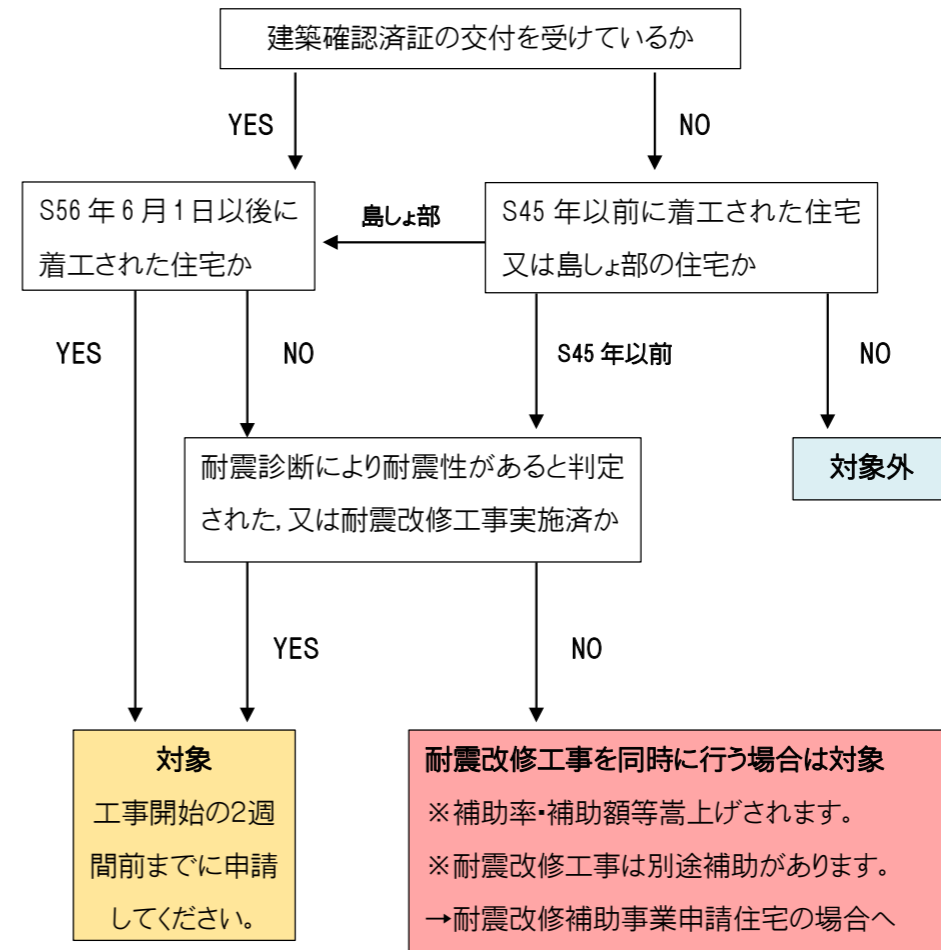 建築確認済証の交付を受けているか
YES
NO
S56年6月1日以後に
着工された住宅か
島しょ部
S45年以前に着工された住宅
又は島しょ部の住宅か
YES
NO
S45年以前
NO
耐震診断により耐震性があると判定
された,又は耐震改修工事実施済か
対象外
YES
NO
対象
工事開始の2週
間前までに申請
してください。
耐震改修工事を同時に行う場合は対象
※補助率・補助額等嵩上げされます。
※耐震改修工事は別途補助があります。
→耐震改修補助事業申請住宅の場合へ